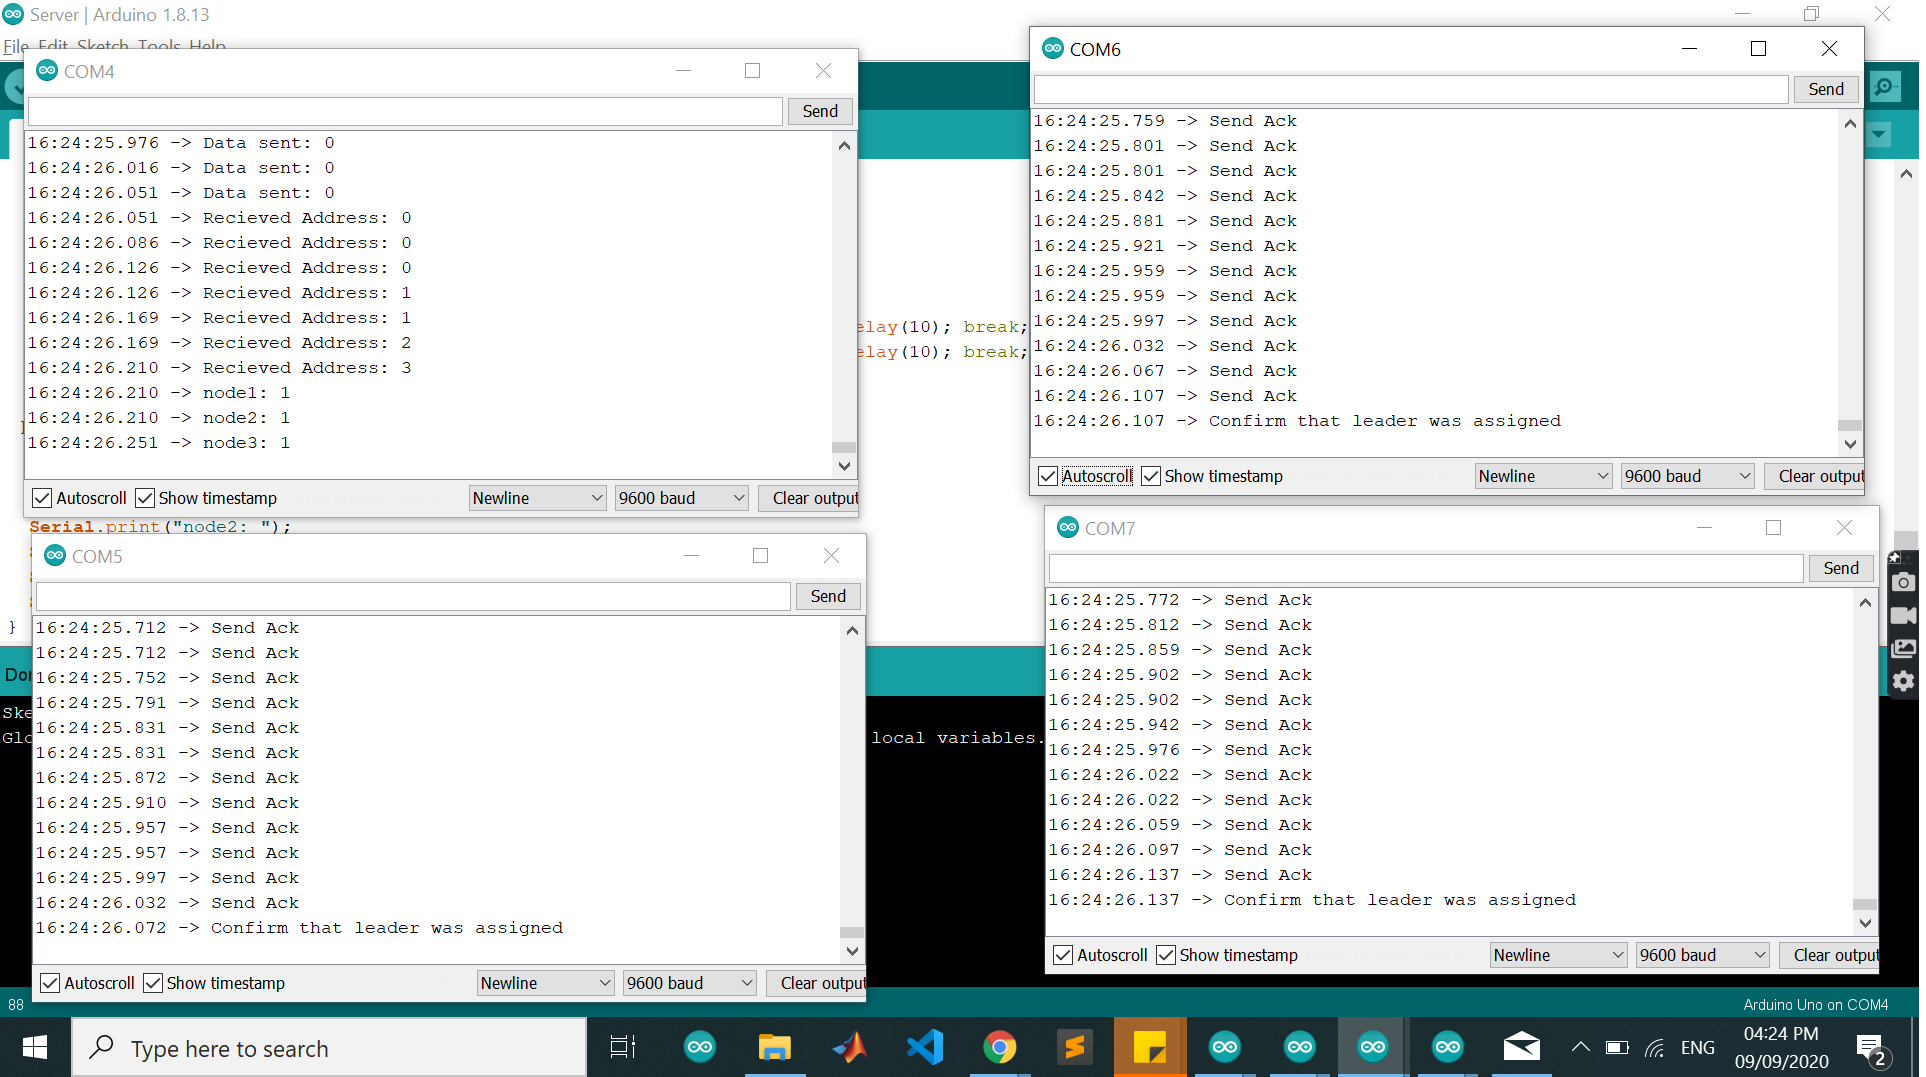 Server | Arduino 1.8.13
File Edit Sketch Tools Help
COM4
Send
16:24:25.976 -> Data sent: 0
16:24:26.016 -> Data sent: 0
16:24:26.051 -> Data sent: 0
16:24:26.051 -> Recieved Address: 0
16:24:26.086 -> Recieved Address: 0
16:24:26.126 -> Recieved Address: 0
16:24:26.126 -> Recieved Address: 1
16:24:26.169 -> Recieved Address: 1
16:24:26.169 -> Recieved Address: 2
16:24:26.210 -> Recieved Address: 3
16:24:26.210 -> node1: 1
16:24:26.210 -> node2: 1
16:24:26.251 -> node3: 1
Autoscroll Show timestamp Newline 9600 baud Clear output
COM6
Send
16:24:25.759 -> Send Ack
16:24:25.801 -> Send Ack
16:24:25.801 -> Send Ack
16:24:25.842 -> Send Ack
16:24:25.881 -> Send Ack
16:24:25.921 -> Send Ack
16:24:25.959 -> Send Ack
16:24:25.959 -> Send Ack
16:24:25.997 -> Send Ack
16:24:26.032 -> Send Ack
16:24:26.067 -> Send Ack
16:24:26.107 -> Send Ack
16:24:26.107 -> Confirm that leader was assigned
Autoscroll Show timestamp Newline 9600 baud Clear output
elay(10); break;
elay(10); break;
Serial.print("node2: ");
}
COM5
Send
16:24:25.712 -> Send Ack
16:24:25.712 -> Send Ack
16:24:25.752 -> Send Ack
16:24:25.791 -> Send Ack
16:24:25.831 -> Send Ack
16:24:25.831 -> Send Ack
16:24:25.872 -> Send Ack
16:24:25.910 -> Send Ack
16:24:25.957 -> Send Ack
16:24:25.957 -> Send Ack
16:24:25.997 -> Send Ack
16:24:26.032 -> Send Ack
16:24:26.072 -> Confirm that leader was assigned
Autoscroll Show timestamp Newline 9600 baud Clear output
COM7
Send
16:24:25.772 -> Send Ack
16:24:25.812 -> Send Ack
16:24:25.859 -> Send Ack
16:24:25.902 -> Send Ack
16:24:25.902 -> Send Ack
16:24:25.942 -> Send Ack
16:24:25.976 -> Send Ack
16:24:26.022 -> Send Ack
16:24:26.022 -> Send Ack
16:24:26.059 -> Send Ack
16:24:26.097 -> Send Ack
16:24:26.137 -> Send Ack
16:24:26.137 -> Confirm that leader was assigned
Autoscroll Show timestamp Newline 9600 baud Clear output
local variables.
88
Arduino Uno on COM4
Type here to search
ENG
04:24 PM
09/09/2020
2